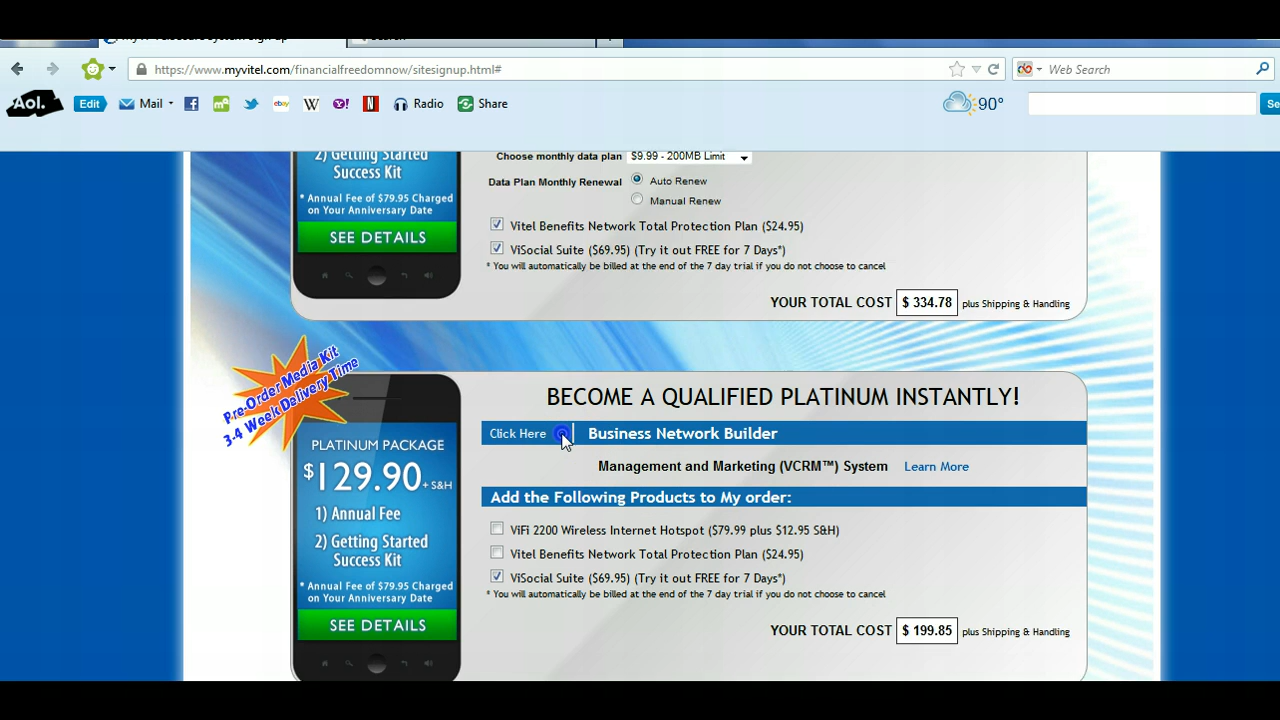 https://www.myvitel.com/financialfreedomnow/sitesignup.html#
Web Search
Aol.
Edit
Mail
ebay
W
Y!
N
Radio
Share
90°
Se
2) Getting Started
Success Kit
* Annual Fee of $79.95 Charged
on Your Anniversary Date
SEE DETAILS
Choose monthly data plan $9.99 - 200MB Limit
Data Plan Monthly Renewal Auto Renew
Manual Renew
Vitel Benefits Network Total Protection Plan ($24.95)
ViSocial Suite ($69.95) (Try it out FREE for 7 Days*)
* You will automatically be billed at the end of the 7 day trial if you do not choose to cancel
YOUR TOTAL COST $ 334.78 plus Shipping & Handling
Pre-Order Media Kit
3-4 Week Delivery Time
PLATINUM PACKAGE
$129.90 + S&H
1) Annual Fee
2) Getting Started
Success Kit
* Annual Fee of $79.95 Charged
on Your Anniversary Date
SEE DETAILS
BECOME A QUALIFIED PLATINUM INSTANTLY!
Click Here Business Network Builder
Management and Marketing (VCRM™) System Learn More
Add the Following Products to My order:
ViFi 2200 Wireless Internet Hotspot ($79.99 plus $12.95 S&H)
Vitel Benefits Network Total Protection Plan ($24.95)
ViSocial Suite ($69.95) (Try it out FREE for 7 Days*)
* You will automatically be billed at the end of the 7 day trial if you do not choose to cancel
YOUR TOTAL COST $ 199.85 plus Shipping & Handling